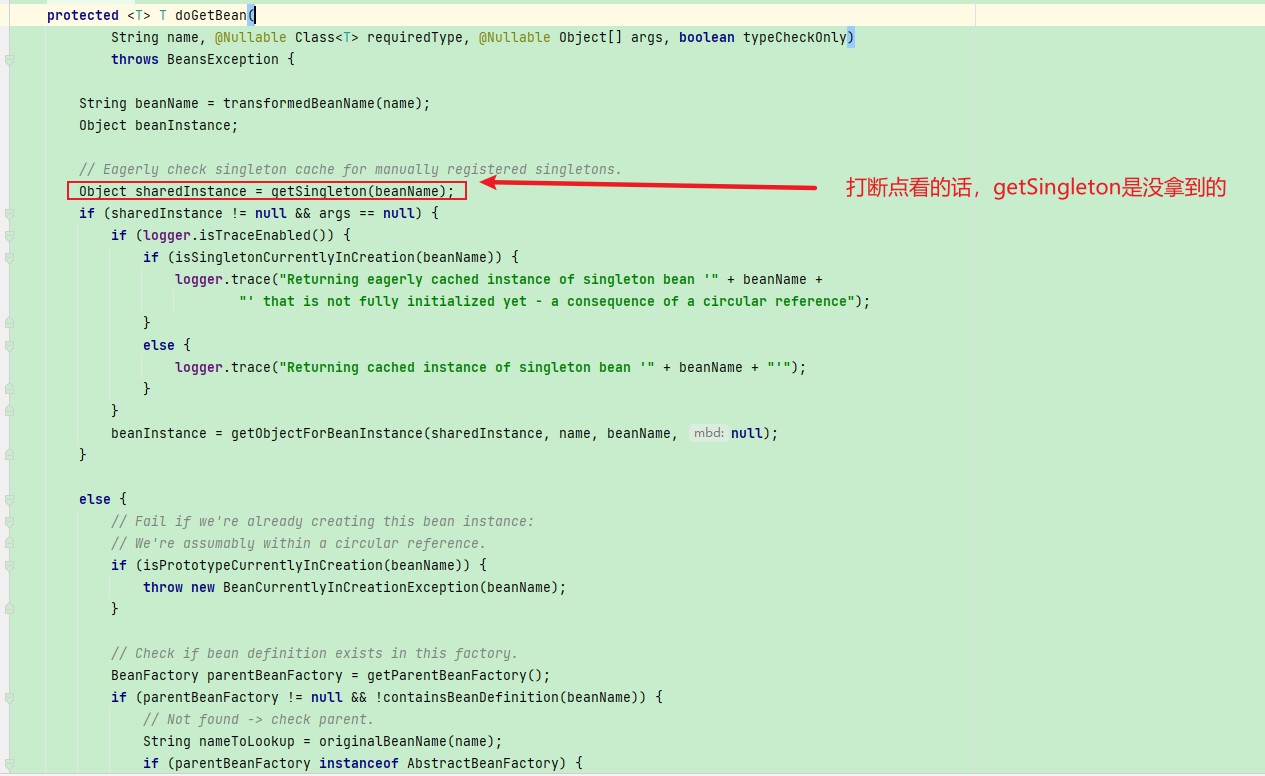 protected <T> T doGetBean(
String name, @Nullable Class<T> requiredType, @Nullable Object[] args, boolean typeCheckOnly)
throws BeansException {
String beanName = transformedBeanName(name);
Object beanInstance;
// Eagerly check singleton cache for manually registered singletons.
Object sharedInstance = getSingleton(beanName);
打断点看的话，getSingleton是没拿到的
if (sharedInstance != null && args == null) {
if (logger.isTraceEnabled()) {
if (isSingletonCurrentlyInCreation(beanName)) {
logger.trace("Returning eagerly cached instance of singleton bean '" + beanName +
"' that is not fully initialized yet - a consequence of a circular reference");
}
else {
logger.trace("Returning cached instance of singleton bean '" + beanName + "'");
}
}
beanInstance = getObjectForBeanInstance(sharedInstance, name, beanName, mbd: null);
}
else {
// Fail if we're already creating this bean instance:
// We're assumably within a circular reference.
if (isPrototypeCurrentlyInCreation(beanName)) {
throw new BeanCurrentlyInCreationException(beanName);
}
// Check if bean definition exists in this factory.
BeanFactory parentBeanFactory = getParentBeanFactory();
if (parentBeanFactory != null && !containsBeanDefinition(beanName)) {
// Not found -> check parent.
String nameToLookup = originalBeanName(name);
if (parentBeanFactory instanceof AbstractBeanFactory) {